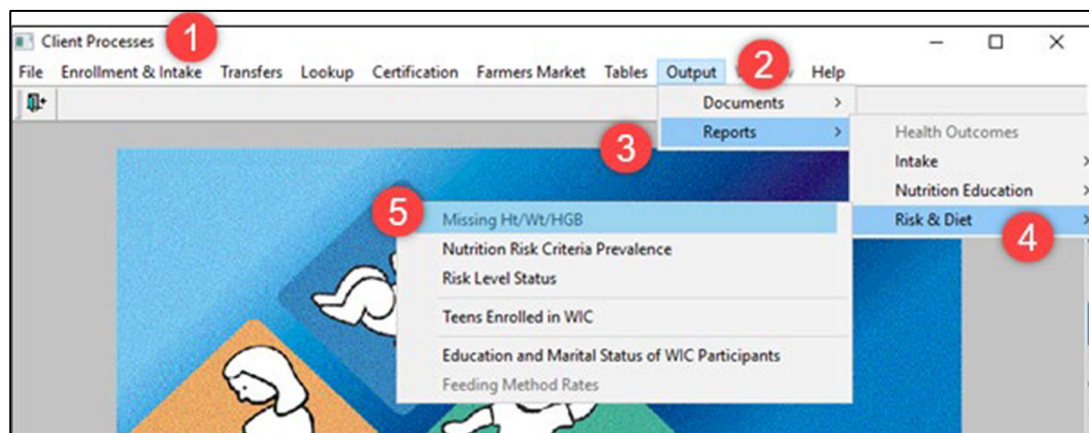 Client Processes 1
File Enrollment & Intake Transfers Lookup Certification Farmers Market Tables Output 2 Help
Documents
Reports
3
Health Outcomes
Intake
Nutrition Education
Risk & Diet
4
5
Missing Ht/Wt/HGB
Nutrition Risk Criteria Prevalence
Risk Level Status
Teens Enrolled in WIC
Education and Marital Status of WIC Participants
Feeding Method Rates